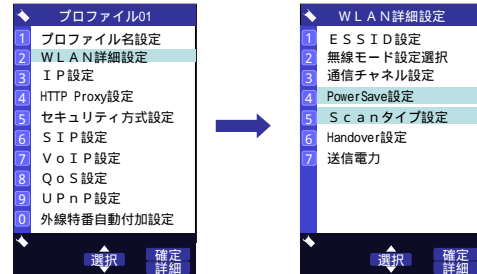 プロファイル01
1 プロファイル名設定
2 WLAN詳細設定
3 IP設定
4 HTTP Proxy設定
5 セキュリティ方式設定
6 SIP設定
7 VoIP設定
8 QoS設定
9 UPnP設定
0 外線特番自動付加設定
選択 確定
詳細
WLAN詳細設定
1 ESSID設定
2 無線モード設定選択
3 通信チャネル設定
4 PowerSave設定
5 Scanタイプ設定
6 Handover設定
7 送信電力
選択 確定
詳細